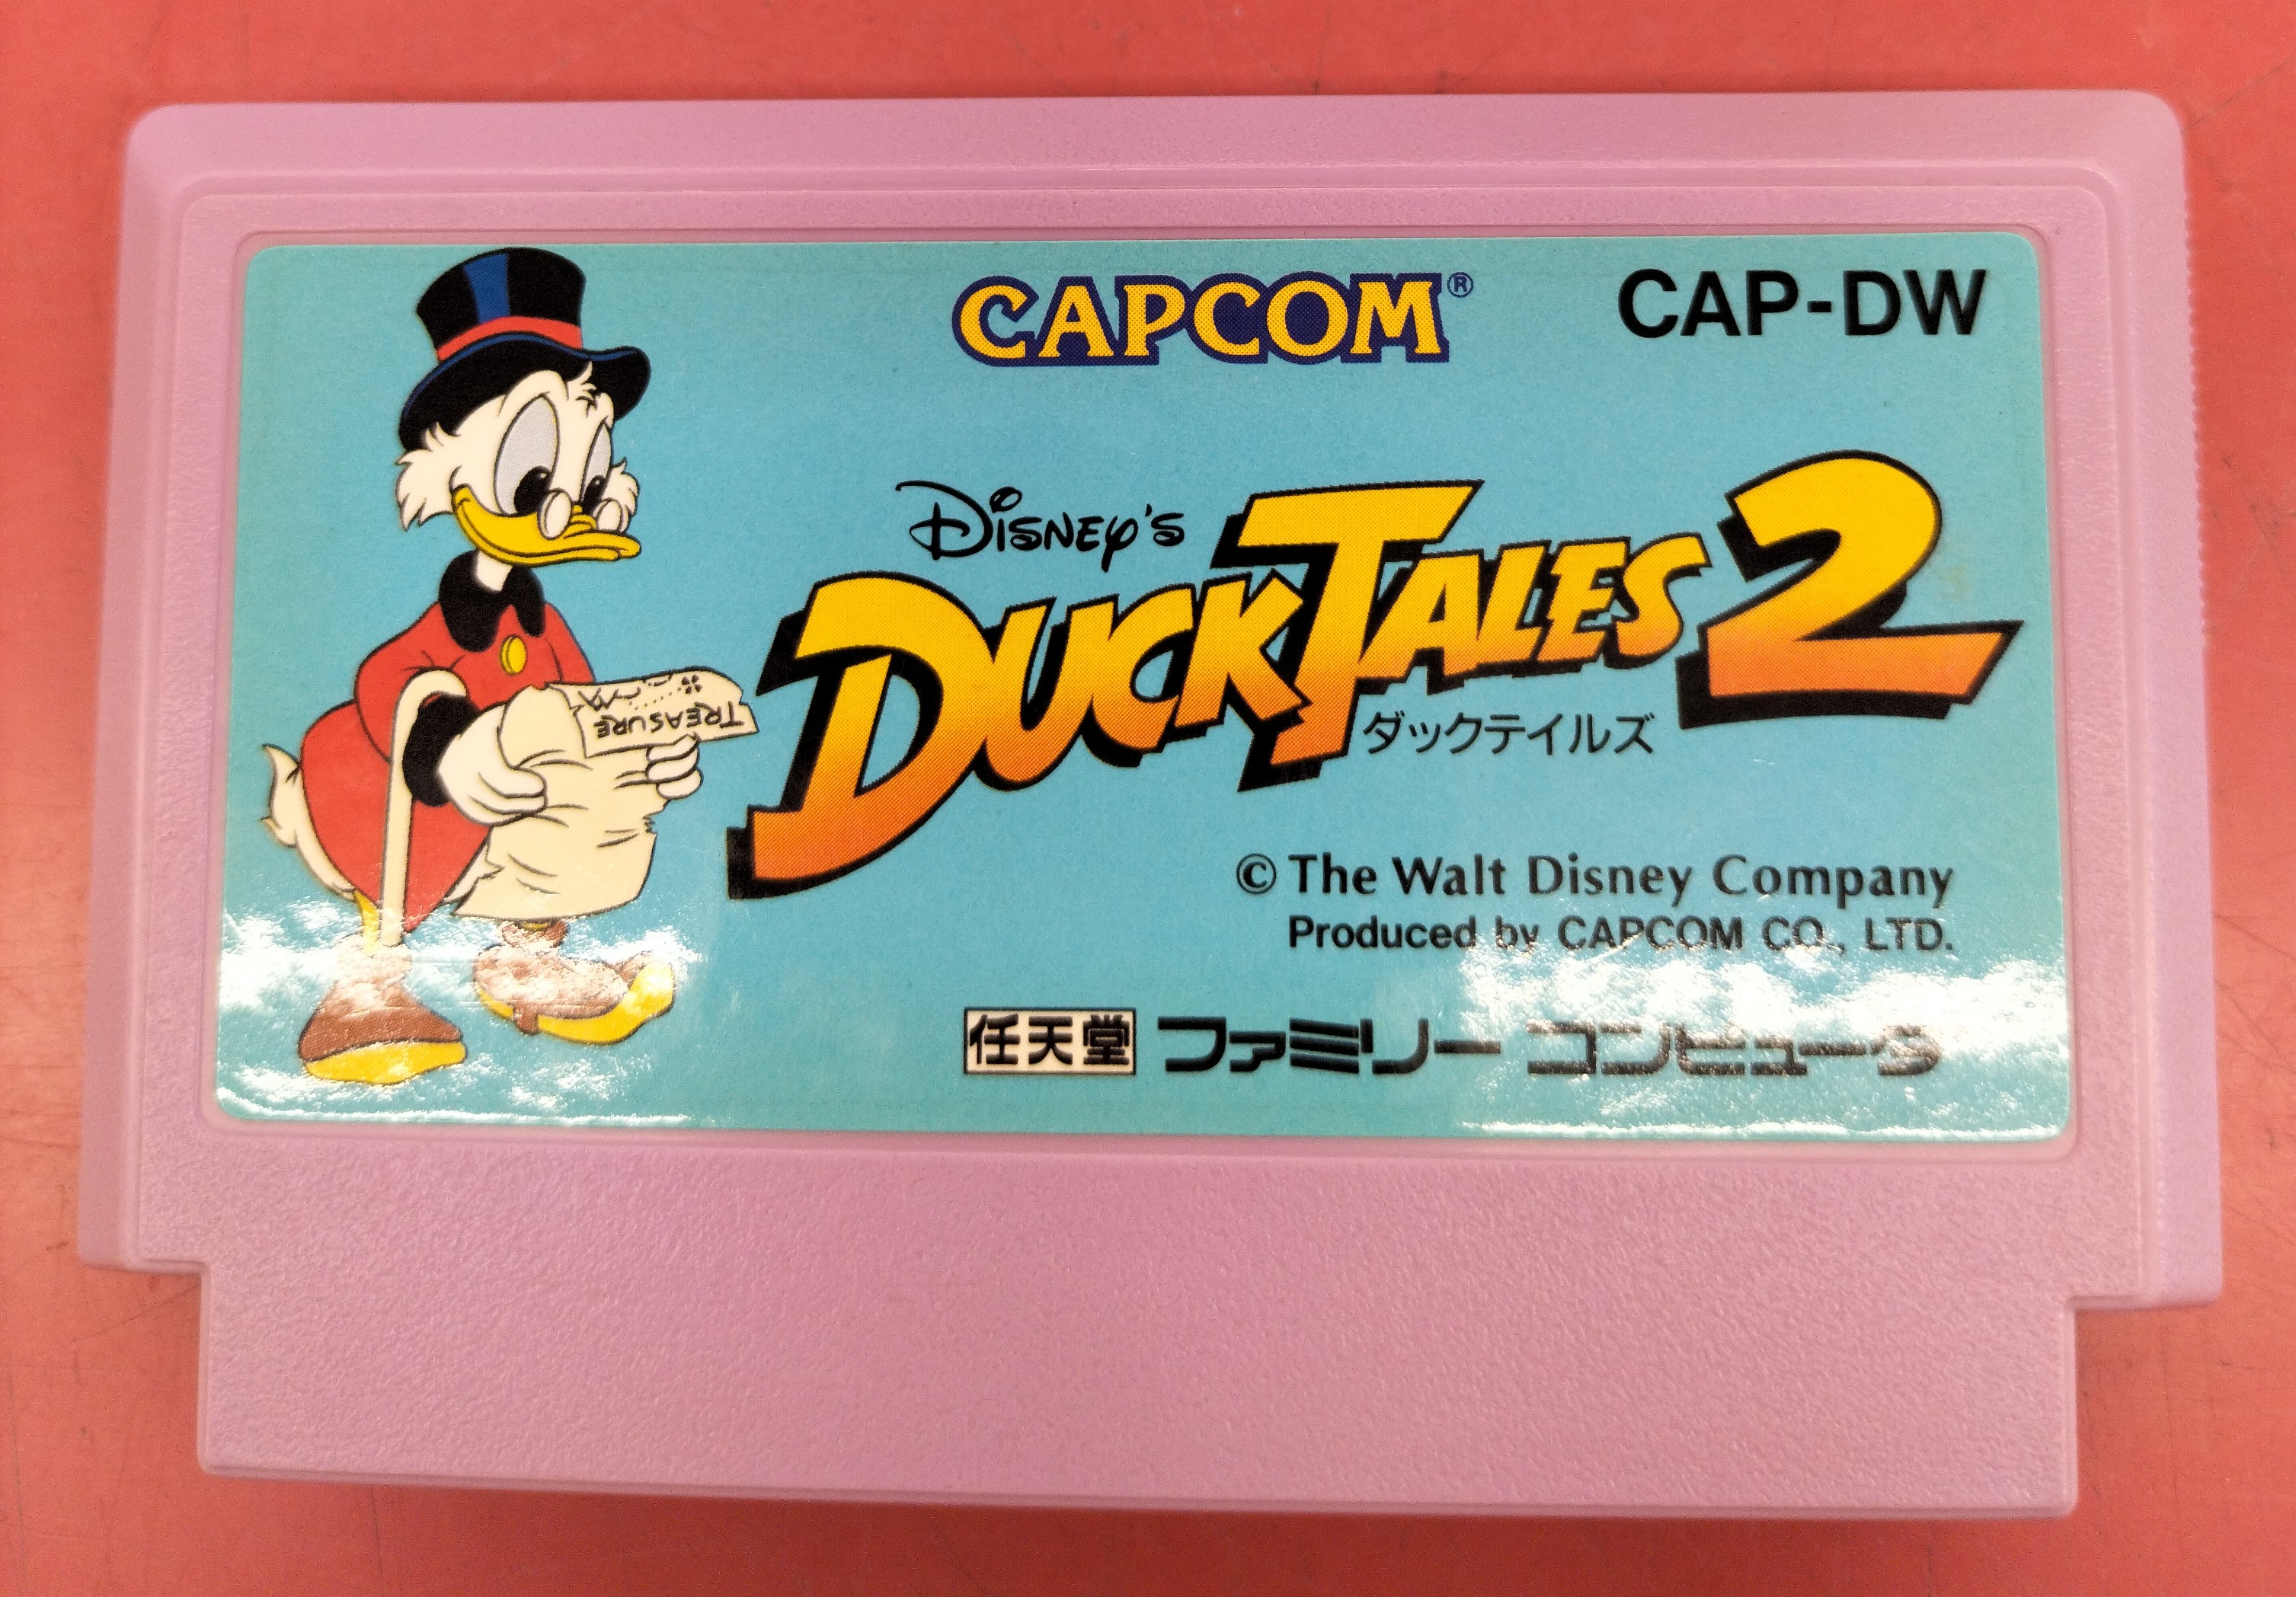 CAPCOM®
CAP-DW
DISNEY'S
DUCKTALES 2
ダックテイルズ
TREASURE
MA
© The Walt Disney Company
Produced by CAPCOM CO., LTD.
任天堂 ファミリー コンピュータ